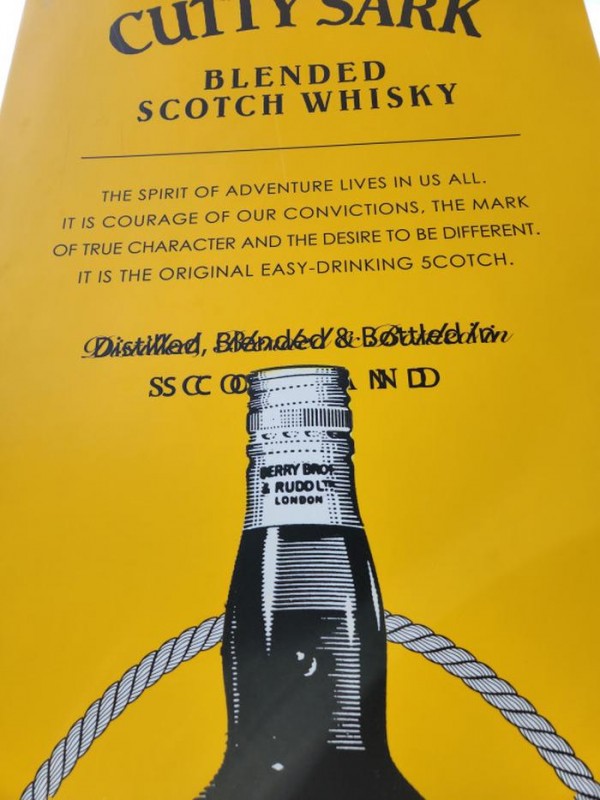 CUTTY SARK
BLENDED
SCOTCH WHISKY
THE SPIRIT OF ADVENTURE LIVES IN US ALL.
IT IS COURAGE OF OUR CONVICTIONS, THE MARK
OF TRUE CHARACTER AND THE DESIRE TO BE DIFFERENT.
IT IS THE ORIGINAL EASY-DRINKING 5COTCH.
Distilled, Blended & Bottled in
BERRY BROS
& RUDD LTD
LONDON